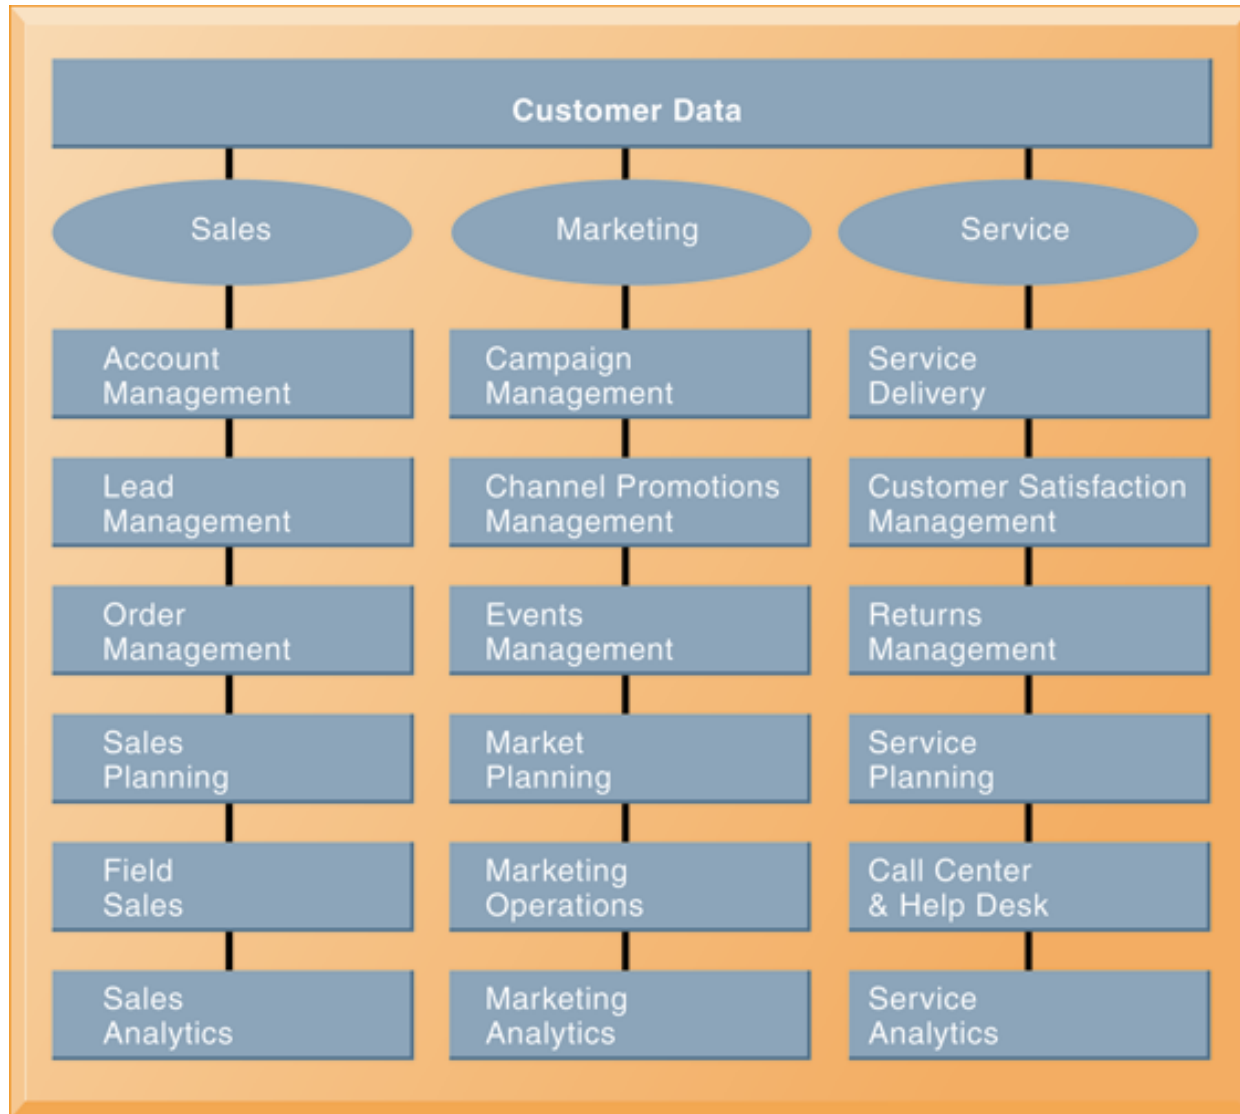 Customer Data
Sales
Marketing
Service
Account
Management
Campaign
Management
Service
Delivery
Lead
Management
Channel Promotions
Management
Customer Satisfaction
Management
Order
Management
Events
Management
Returns
Management
Sales
Planning
Market
Planning
Service
Planning
Field
Sales
Marketing
Operations
Call Center
& Help Desk
Sales
Analytics
Marketing
Analytics
Service
Analytics